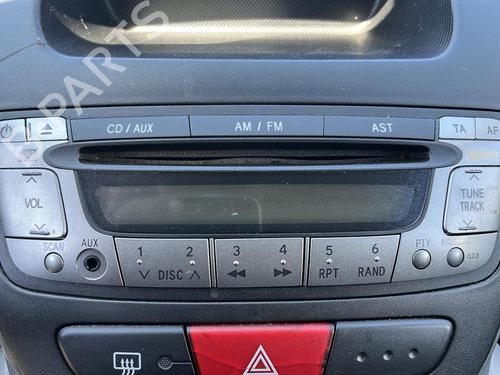 CD / AUX AM / FM AST TA AF
VOL TUNE TRACK
SCAN AUX 1 2 3 4 5 6 PTY
DISC RPT RAND CLOCK